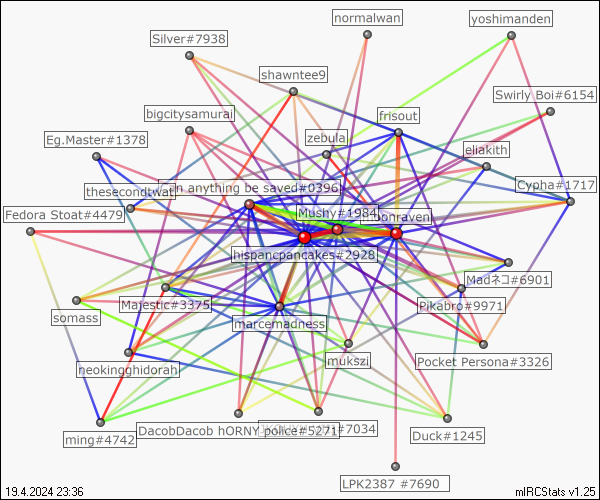 normalwan
yoshimanden
Silver#7938
shawntee9
Swirly Boi#6154
bigcitysamurai
frisout
Eg.Master#1378
zebula
eliakith
thesecondtwat
n anything be saved#0396
Cypha#1717
Fedora Stoat#4479
Mushy#1984
onraven
hispancpancakes#2928
Madネコ#6901
Majestic#3375
Pikabro#9971
somass
marcemadness
mukszi
Pocket Persona#3326
neokingghidorah
DacobDacob hORNY police#5271
#7034
ming#4742
Duck#1245
LPK2387 #7690
19.4.2024 23:36
mIRCStats v1.25